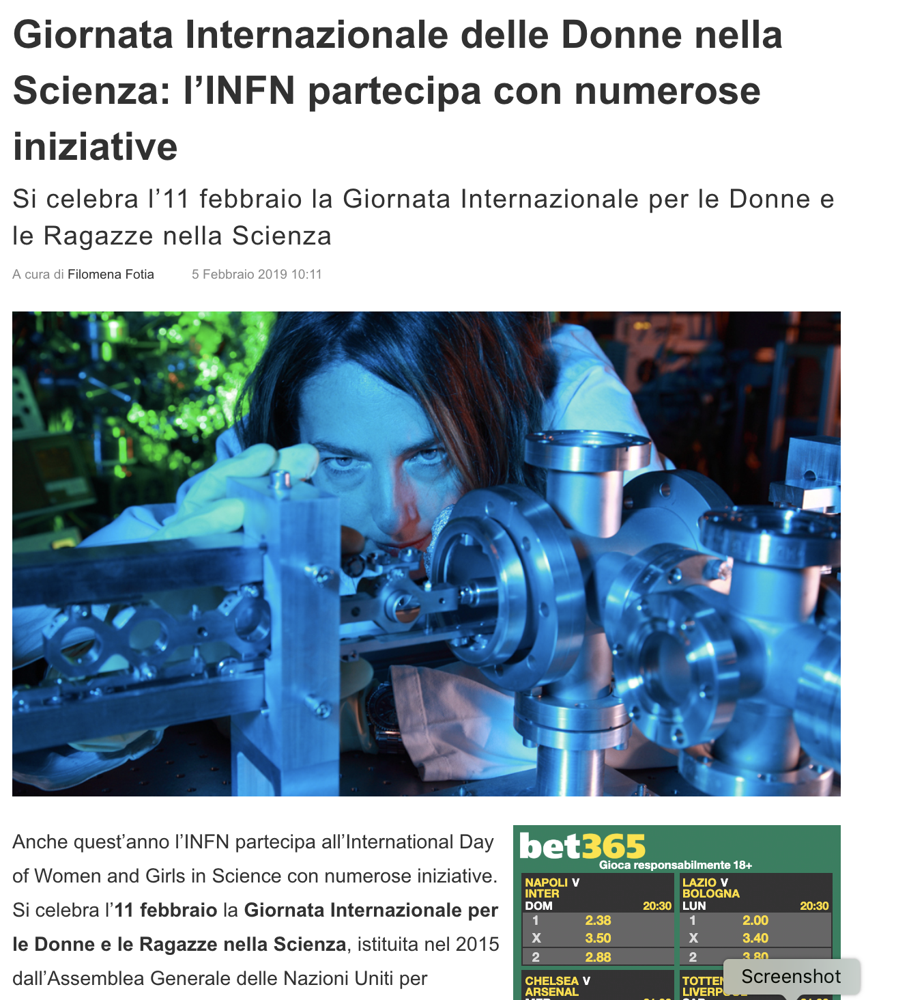 Giornata Internazionale delle Donne nella
Scienza: l’INFN partecipa con numerose
iniziative
Si celebra l’11 febbraio la Giornata Internazionale per le Donne e
le Ragazze nella Scienza
A cura di Filomena Fotia 5 Febbraio 2019 10:11
Anche quest’anno l’INFN partecipa all’International Day
of Women and Girls in Science con numerose iniziative.
Si celebra l’11 febbraio la Giornata Internazionale per
le Donne e le Ragazze nella Scienza, istituita nel 2015
dall’Assemblea Generale delle Nazioni Uniti per
bet365
Gioca responsabilmente 18+
NAPOLI V
INTER
DOM 20:30
1 2.38
X 3.50
2 2.88
LAZIO V
BOLOGNA
LUN 20:30
1 2.00
X 3.40
2 3.80
CHELSEA V
ARSENAL
Screenshot